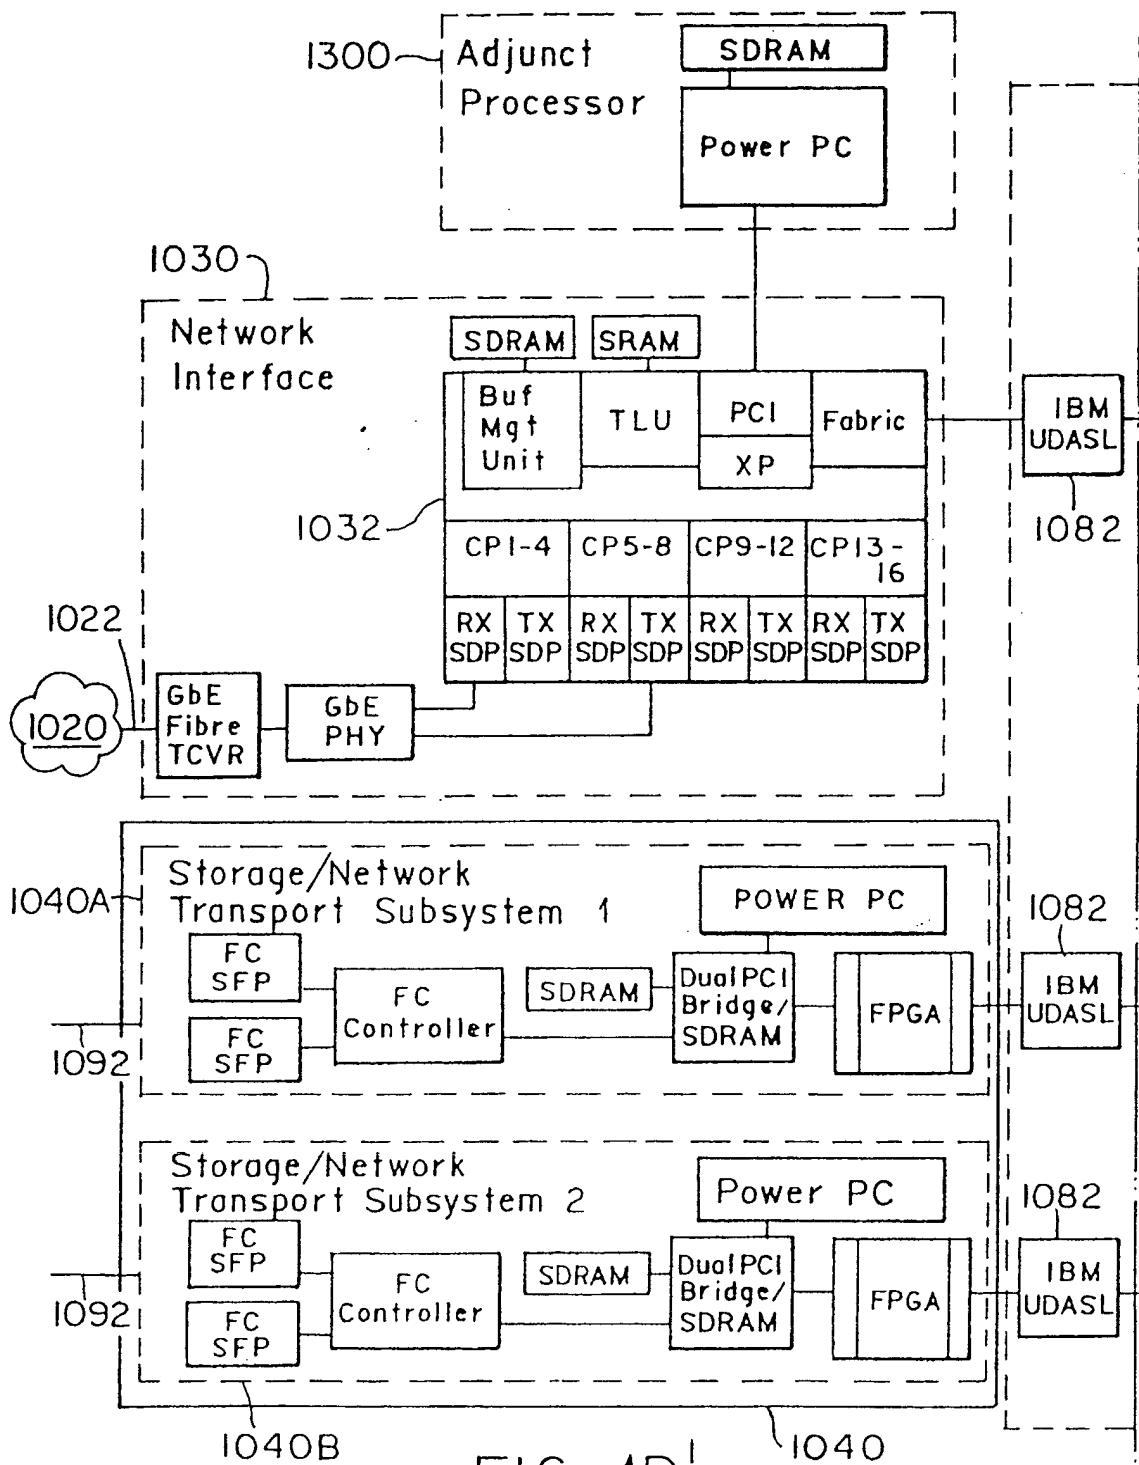 1300
Adjunct
Processor
SDRAM
Power PC
1030
Network
Interface
SDRAM
SRAM
Buf
Mgt
Unit
TLU
PCI
XP
Fabric
IBM
UDASL
1082
1032
CP1-4
CP5-8
CP9-12
CP13-
16
RX
SDP
TX
SDP
RX
SDP
TX
SDP
RX
SDP
TX
SDP
RX
SDP
TX
SDP
1022
1020
GbE
Fibre
TCVR
GbE
PHY
1040A
Storage/Network
Transport Subsystem 1
POWER PC
FC
SFP
FC
SFP
FC
Controller
SDRAM
Dual PCI
Bridge/
SDRAM
FPGA
1082
IBM
UDASL
1092
Storage/Network
Transport Subsystem 2
Power PC
FC
SFP
FC
SFP
FC
Controller
SDRAM
Dual PCI
Bridge/
SDRAM
FPGA
1082
IBM
UDASL
1092
1040B
1040